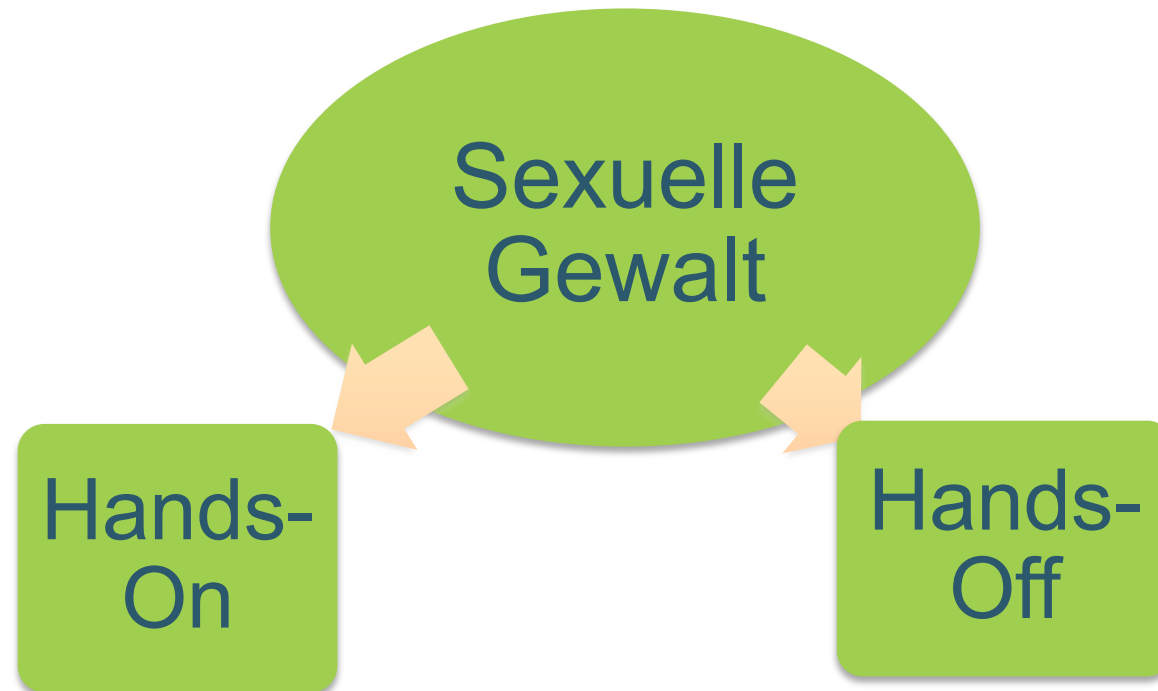 Sexuelle
Gewalt
Hands-
On
Hands-
Off